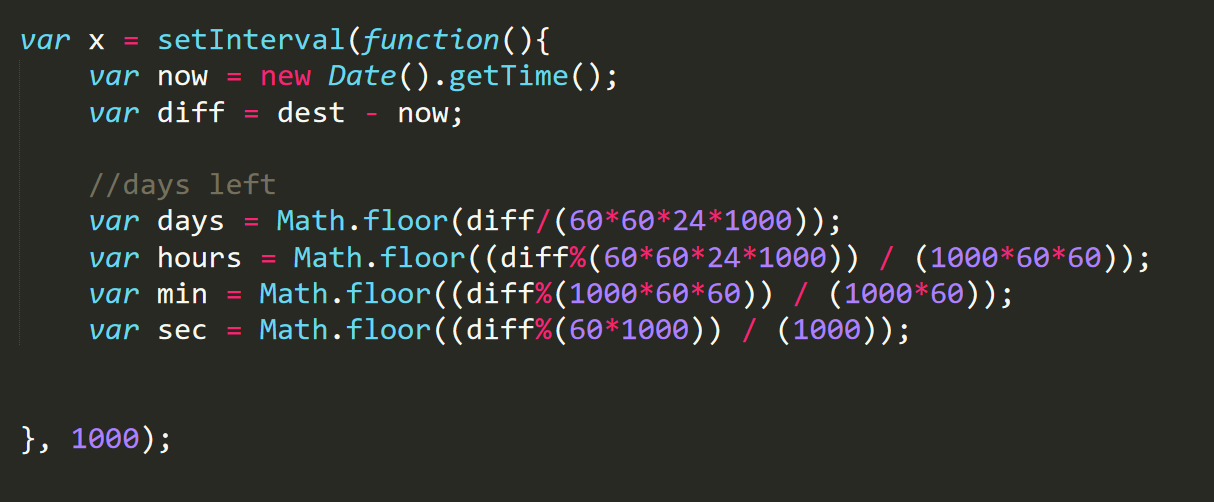 var x = setInterval(function(){
    var now = new Date().getTime();
    var diff = dest - now;
    //days left
    var days = Math.floor(diff/(60*60*24*1000));
    var hours = Math.floor((diff%(60*60*24*1000)) / (1000*60*60));
    var min = Math.floor((diff%(1000*60*60)) / (1000*60));
    var sec = Math.floor((diff%(60*1000)) / (1000));
}, 1000);